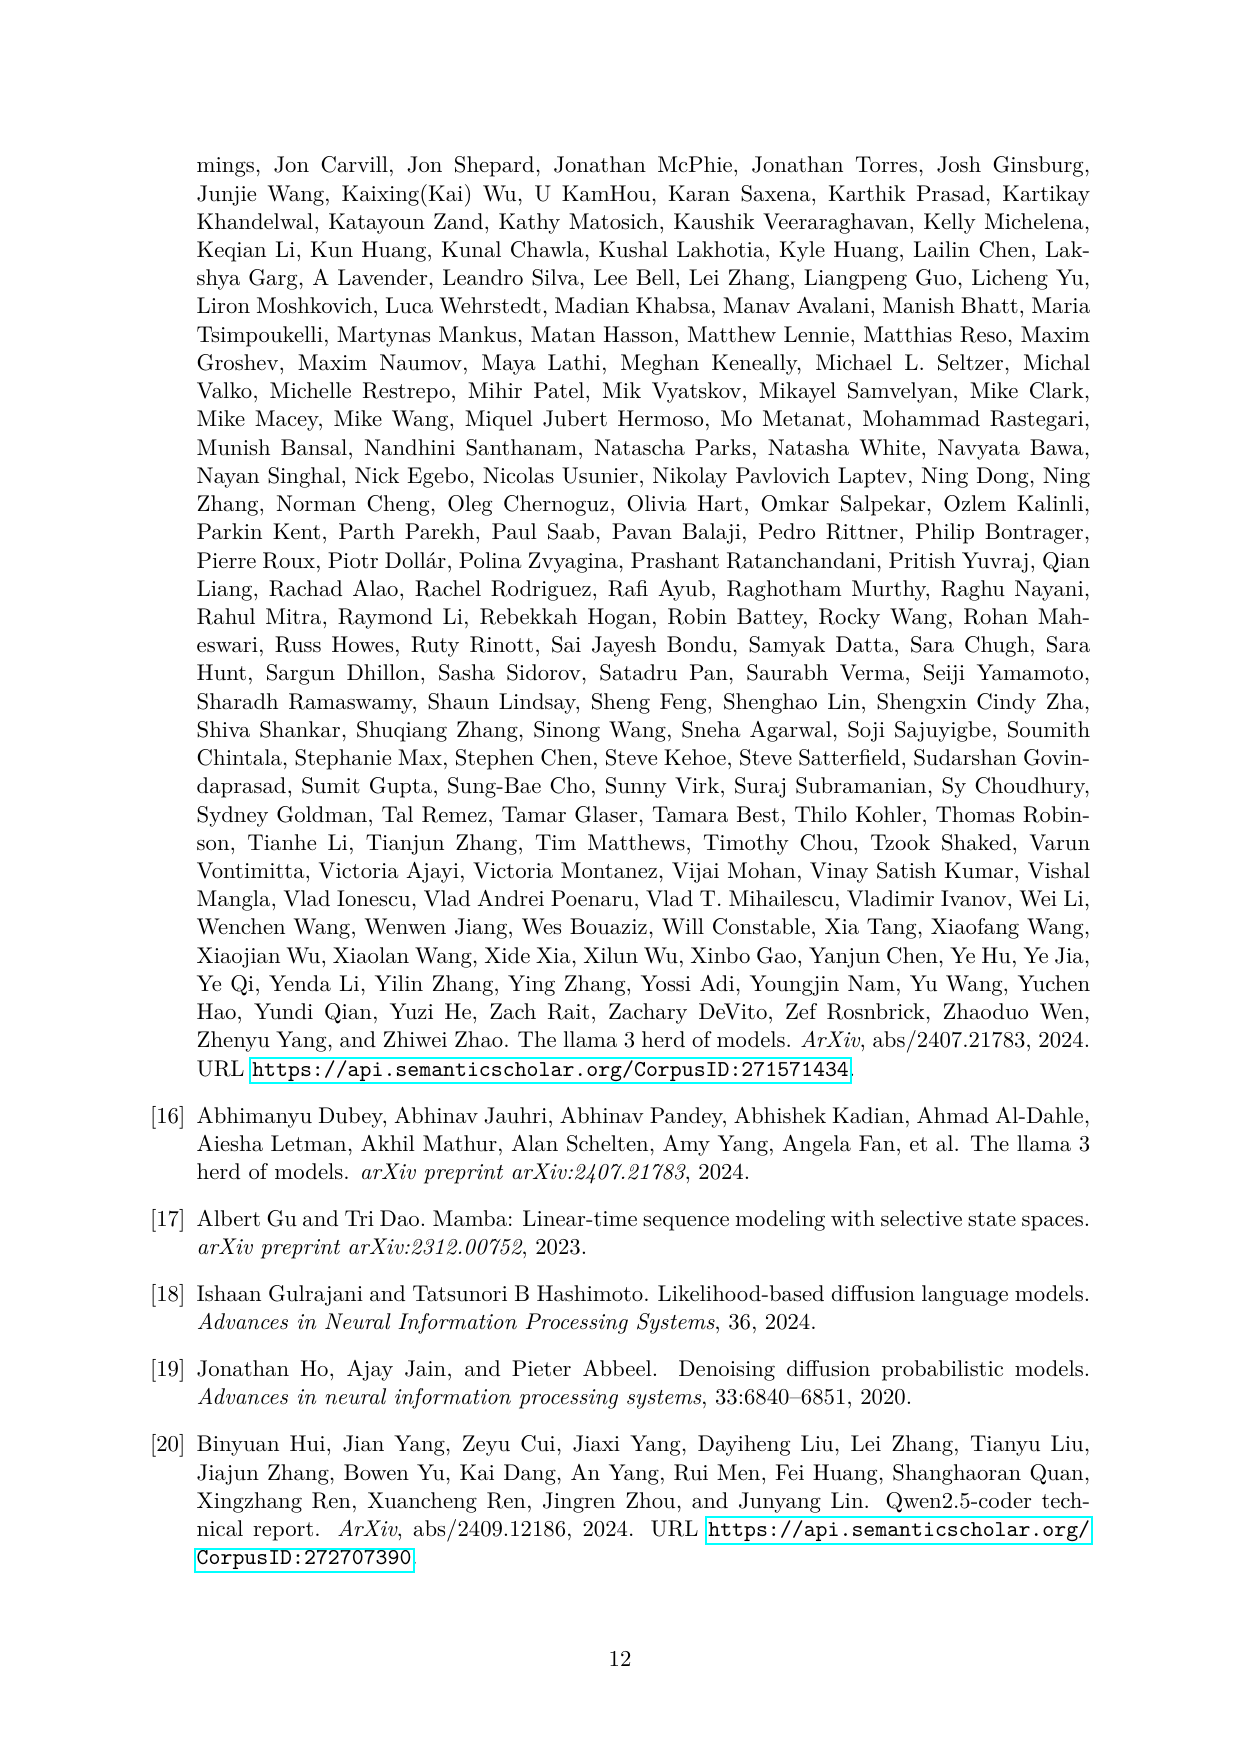 mings, Jon Carvill, Jon Shepard, Jonathan McPhie, Jonathan Torres, Josh Ginsburg,
Junjie Wang, Kaixing(Kai) Wu, U KamHou, Karan Saxena, Karthik Prasad, Kartikay
Khandelwal, Katayoun Zand, Kathy Matosich, Kaushik Veeraraghavan, Kelly Michelena,
Keqian Li, Kun Huang, Kunal Chawla, Kushal Lakhotia, Kyle Huang, Lailin Chen, Lak-
shya Garg, A Lavender, Leandro Silva, Lee Bell, Lei Zhang, Liangpeng Guo, Licheng Yu,
Liron Moshkovich, Luca Wehrstedt, Madian Khabsa, Manav Avalani, Manish Bhatt, Maria
Tsimpoukelli, Martynas Mankus, Matan Hasson, Matthew Lennie, Matthias Reso, Maxim
Groshev, Maxim Naumov, Maya Lathi, Meghan Keneally, Michael L. Seltzer, Michal
Valko, Michelle Restrepo, Mihir Patel, Mik Vyatskov, Mikayel Samvelyan, Mike Clark,
Mike Macey, Mike Wang, Miquel Jubert Hermoso, Mo Metanat, Mohammad Rastegari,
Munish Bansal, Nandhini Santhanam, Natascha Parks, Natasha White, Navyata Bawa,
Nayan Singhal, Nick Egebo, Nicolas Usunier, Nikolay Pavlovich Laptev, Ning Dong, Ning
Zhang, Norman Cheng, Oleg Chernoguz, Olivia Hart, Omkar Salpekar, Ozlem Kalinli,
Parkin Kent, Parth Parekh, Paul Saab, Pavan Balaji, Pedro Rittner, Philip Bontrager,
Pierre Roux, Piotr Dollár, Polina Zvyagina, Prashant Ratanchandani, Pritish Yuvraj, Qian
Liang, Rachad Alao, Rachel Rodriguez, Rafi Ayub, Raghotham Murthy, Raghu Nayani,
Rahul Mitra, Raymond Li, Rebekkah Hogan, Robin Battey, Rocky Wang, Rohan Mah-
eswari, Russ Howes, Ruty Rinott, Sai Jayesh Bondu, Samyak Datta, Sara Chugh, Sara
Hunt, Sargun Dhillon, Sasha Sidorov, Satadru Pan, Saurabh Verma, Seiji Yamamoto,
Sharadh Ramaswamy, Shaun Lindsay, Sheng Feng, Shenghao Lin, Shengxin Cindy Zha,
Shiva Shankar, Shuqiang Zhang, Sinong Wang, Sneha Agarwal, Soji Sajuyigbe, Soumith
Chintala, Stephanie Max, Stephen Chen, Steve Kehoe, Steve Satterfield, Sudarshan Govin-
daprasad, Sumit Gupta, Sung-Bae Cho, Sunny Virk, Suraj Subramanian, Sy Choudhury,
Sydney Goldman, Tal Remez, Tamar Glaser, Tamara Best, Thilo Kohler, Thomas Robin-
son, Tianhe Li, Tianjun Zhang, Tim Matthews, Timothy Chou, Tzook Shaked, Varun
Vontimitta, Victoria Ajayi, Victoria Montanez, Vijai Mohan, Vinay Satish Kumar, Vishal
Mangla, Vlad Ionescu, Vlad Andrei Poenaru, Vlad T. Mihailescu, Vladimir Ivanov, Wei Li,
Wenchen Wang, Wenwen Jiang, Wes Bouaziz, Will Constable, Xia Tang, Xiaofang Wang,
Xiaojian Wu, Xiaolan Wang, Xide Xia, Xilun Wu, Xinbo Gao, Yanjun Chen, Ye Hu, Ye Jia,
Ye Qi, Yenda Li, Yilin Zhang, Ying Zhang, Yossi Adi, Youngjin Nam, Yu Wang, Yuchen
Hao, Yundi Qian, Yuzi He, Zach Rait, Zachary DeVito, Zef Rosnbrick, Zhaoduo Wen,
Zhenyu Yang, and Zhiwei Zhao. The llama 3 herd of models. ArXiv, abs/2407.21783, 2024.
URL https://api.semanticscholar.org/CorpusID:271571434.
[16] Abhimanyu Dubey, Abhinav Jauhri, Abhinav Pandey, Abhishek Kadian, Ahmad Al-Dahle,
Aiesha Letman, Akhil Mathur, Alan Schelten, Amy Yang, Angela Fan, et al. The llama 3
herd of models. arXiv preprint arXiv:2407.21783, 2024.
[17] Albert Gu and Tri Dao. Mamba: Linear-time sequence modeling with selective state spaces.
arXiv preprint arXiv:2312.00752, 2023.
[18] Ishaan Gulrajani and Tatsunori B Hashimoto. Likelihood-based diffusion language models.
Advances in Neural Information Processing Systems, 36, 2024.
[19] Jonathan Ho, Ajay Jain, and Pieter Abbeel. Denoising diffusion probabilistic models.
Advances in neural information processing systems, 33:6840–6851, 2020.
[20] Binyuan Hui, Jian Yang, Zeyu Cui, Jiaxi Yang, Dayiheng Liu, Lei Zhang, Tianyu Liu,
Jiajun Zhang, Bowen Yu, Kai Dang, An Yang, Rui Men, Fei Huang, Shanghaoran Quan,
Xingzhang Ren, Xuancheng Ren, Jingren Zhou, and Junyang Lin. Qwen2.5-coder tech-
nical report. ArXiv, abs/2409.12186, 2024. URL https://api.semanticscholar.org/
CorpusID:272707390.
12